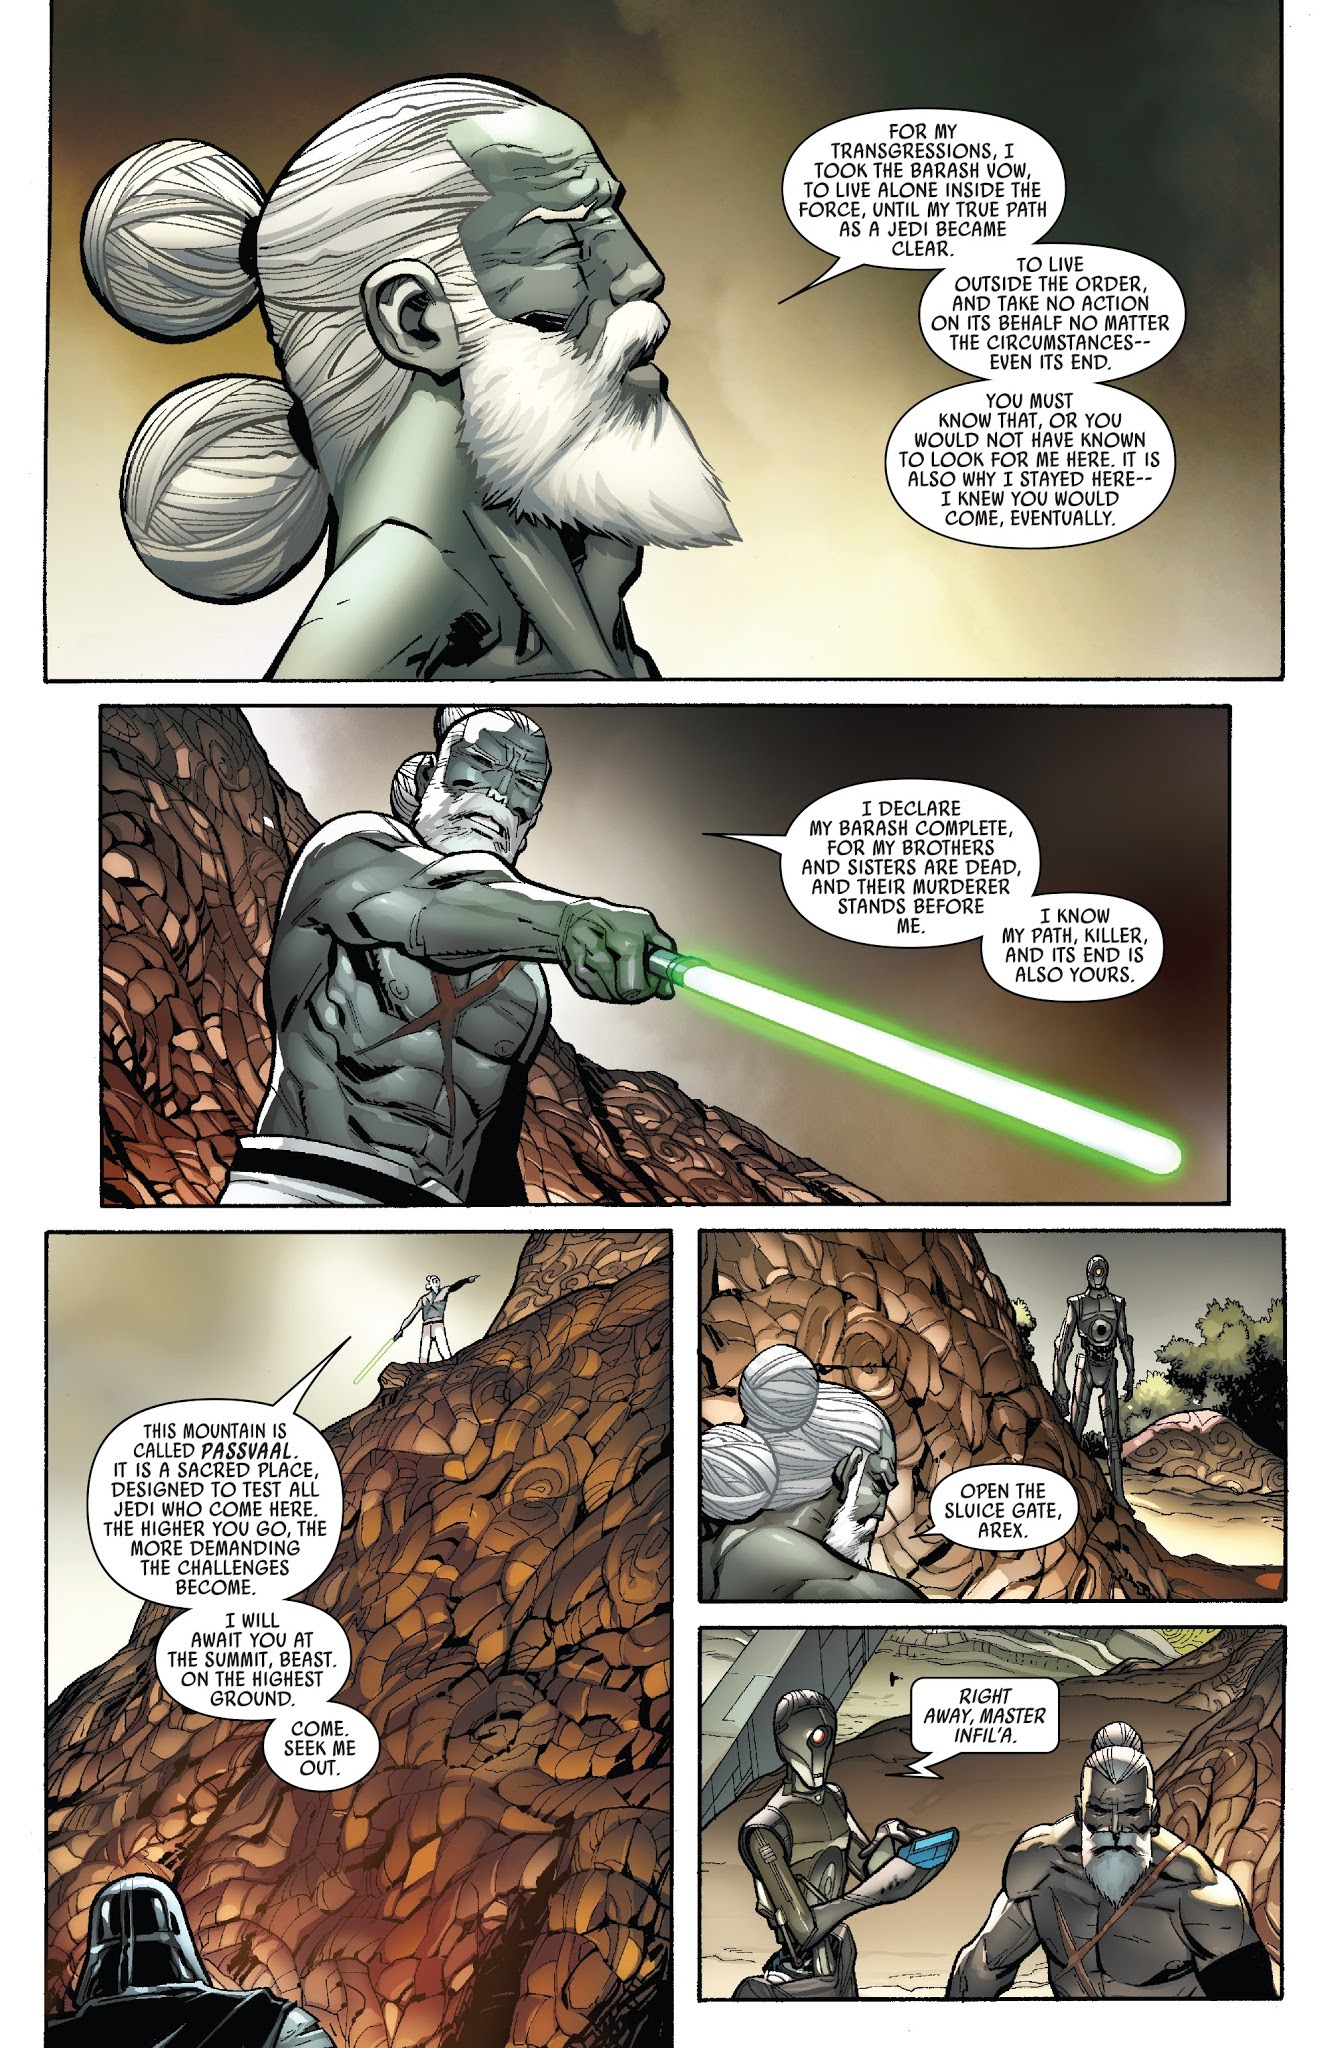 FOR MY
TRANSGRESSIONS, I
TOOK THE BARASH VOW,
TO LIVE ALONE INSIDE THE
FORCE, UNTIL MY TRUE PATH
AS A JEDI BECAME
CLEAR.
TO LIVE
OUTSIDE THE ORDER,
AND TAKE NO ACTION
ON ITS BEHALF NO MATTER
THE CIRCUMSTANCES--
EVEN ITS END.
YOU MUST
KNOW THAT, OR YOU
WOULD NOT HAVE KNOWN
TO LOOK FOR ME HERE. IT IS
ALSO WHY I STAYED HERE--
I KNEW YOU WOULD
COME, EVENTUALLY.
I DECLARE
MY BARASH COMPLETE,
FOR MY BROTHERS
AND SISTERS ARE DEAD,
AND THEIR MURDERER
STANDS BEFORE
ME.
I KNOW
MY PATH, KILLER,
AND ITS END IS
ALSO YOURS.
THIS MOUNTAIN IS
CALLED PASSVAAL.
IT IS A SACRED PLACE,
DESIGNED TO TEST ALL
JEDI WHO COME HERE.
THE HIGHER YOU GO, THE
MORE DEMANDING
THE CHALLENGES
BECOME.
I WILL
AWAIT YOU AT
THE SUMMIT, BEAST.
ON THE HIGHEST
GROUND.
COME.
SEEK ME
OUT.
OPEN THE
SLUICE GATE,
AREX.
RIGHT
AWAY, MASTER
INFIL'A.